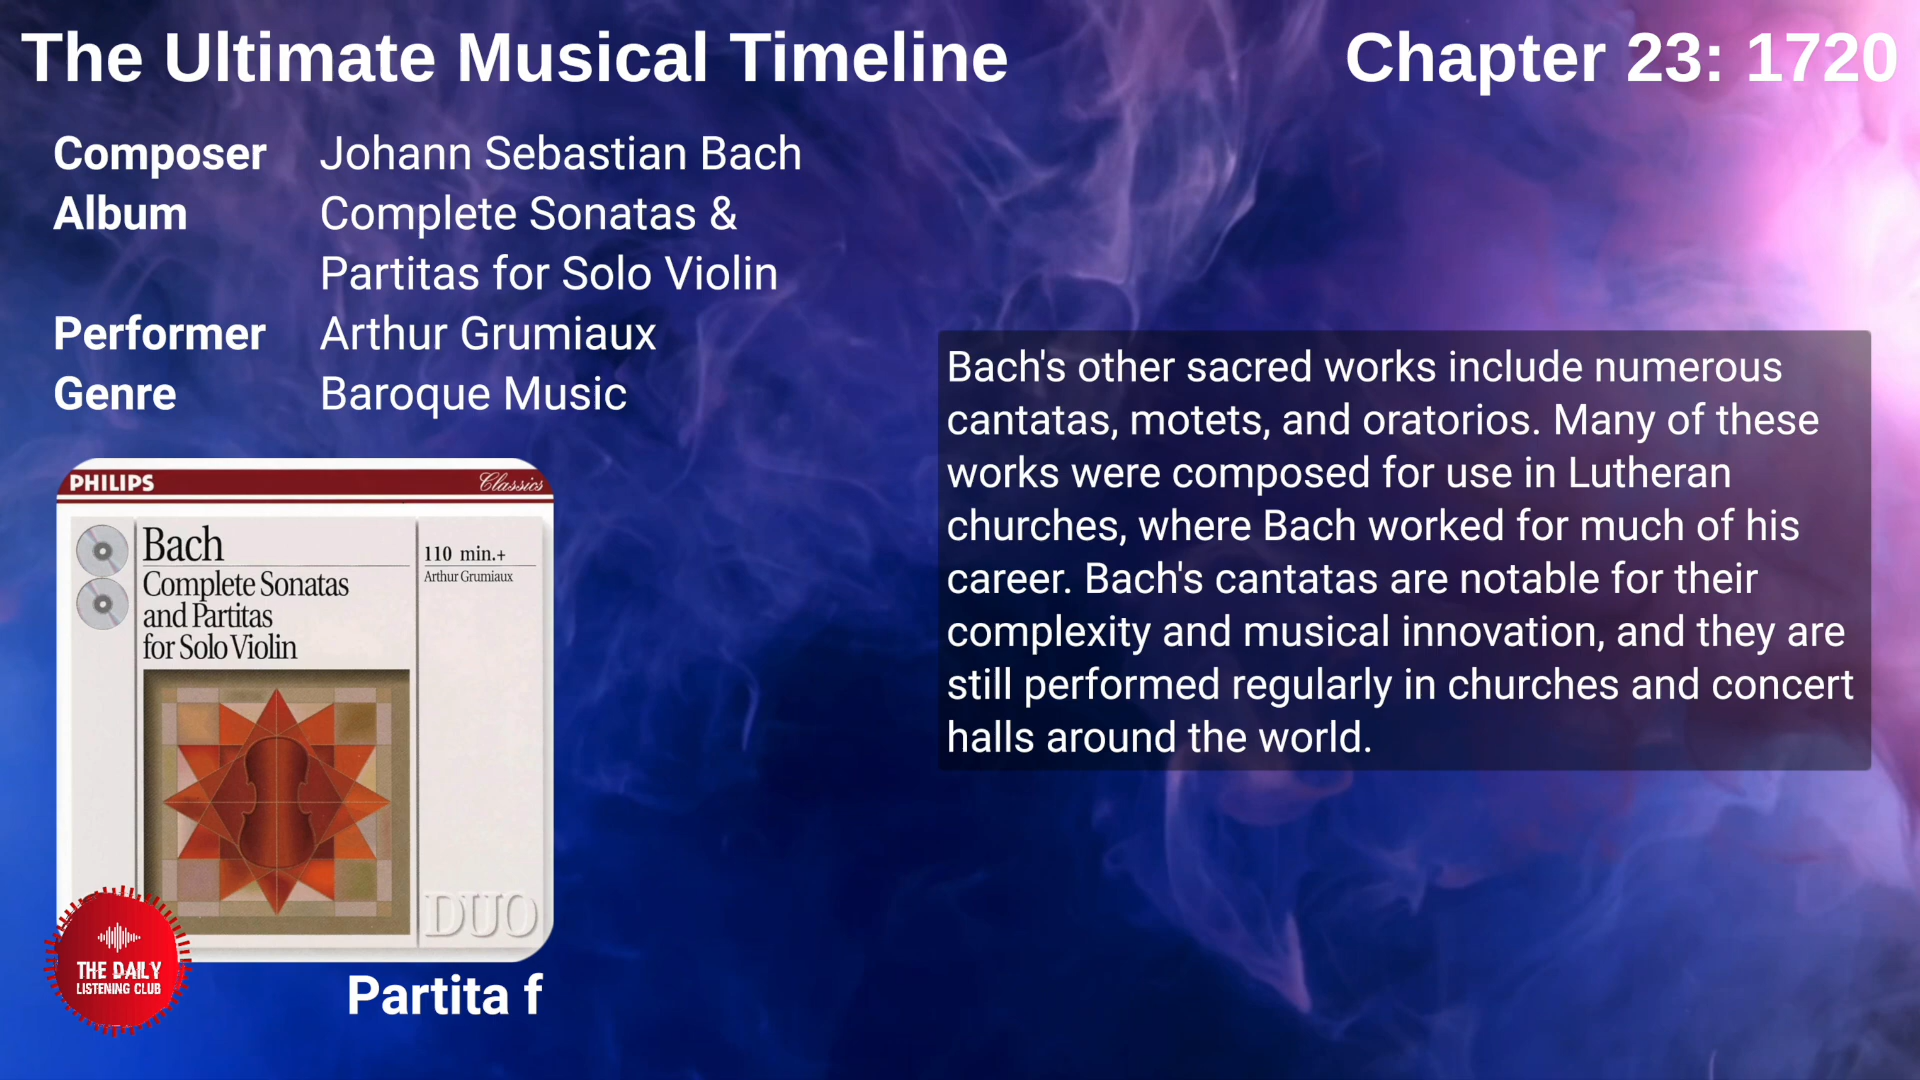 The Ultimate Musical Timeline
Chapter 23: 1720
Composer Johann Sebastian Bach
Album Complete Sonatas &
Partitas for Solo Violin
Performer Arthur Grumiaux
Genre Baroque Music
PHILIPS Classics
Bach
Complete Sonatas
and Partitas
for Solo Violin
110 min.+
Arthur Grumiaux
DUO
THE DAILY
LISTENING CLUB
Partita f
Bach's other sacred works include numerous
cantatas, motets, and oratorios. Many of these
works were composed for use in Lutheran
churches, where Bach worked for much of his
career. Bach's cantatas are notable for their
complexity and musical innovation, and they are
still performed regularly in churches and concert
halls around the world.